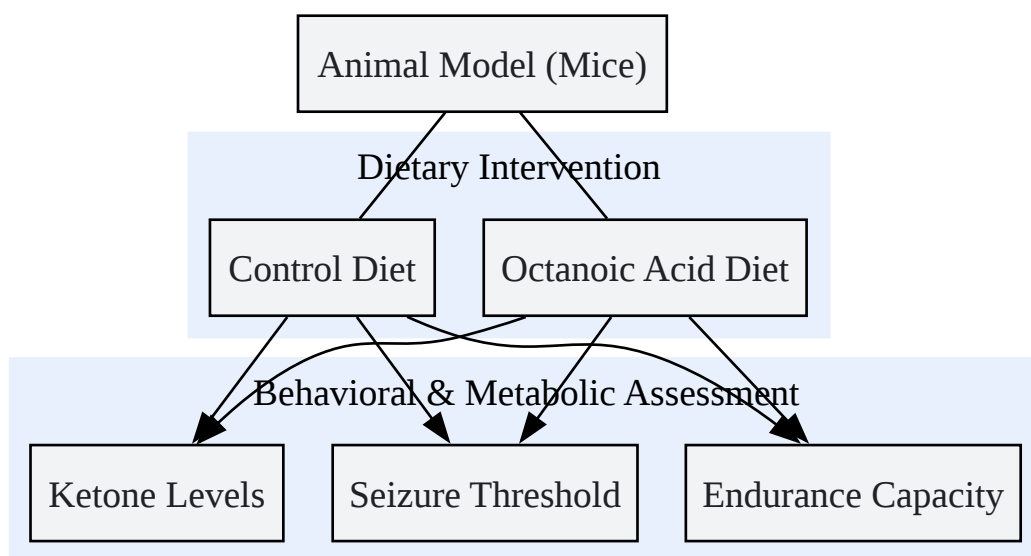 Animal Model (Mice)
Dietary Intervention
Control Diet
Octanoic Acid Diet
Behavioral & Metabolic Assessment
Ketone Levels
Seizure Threshold
Endurance Capacity